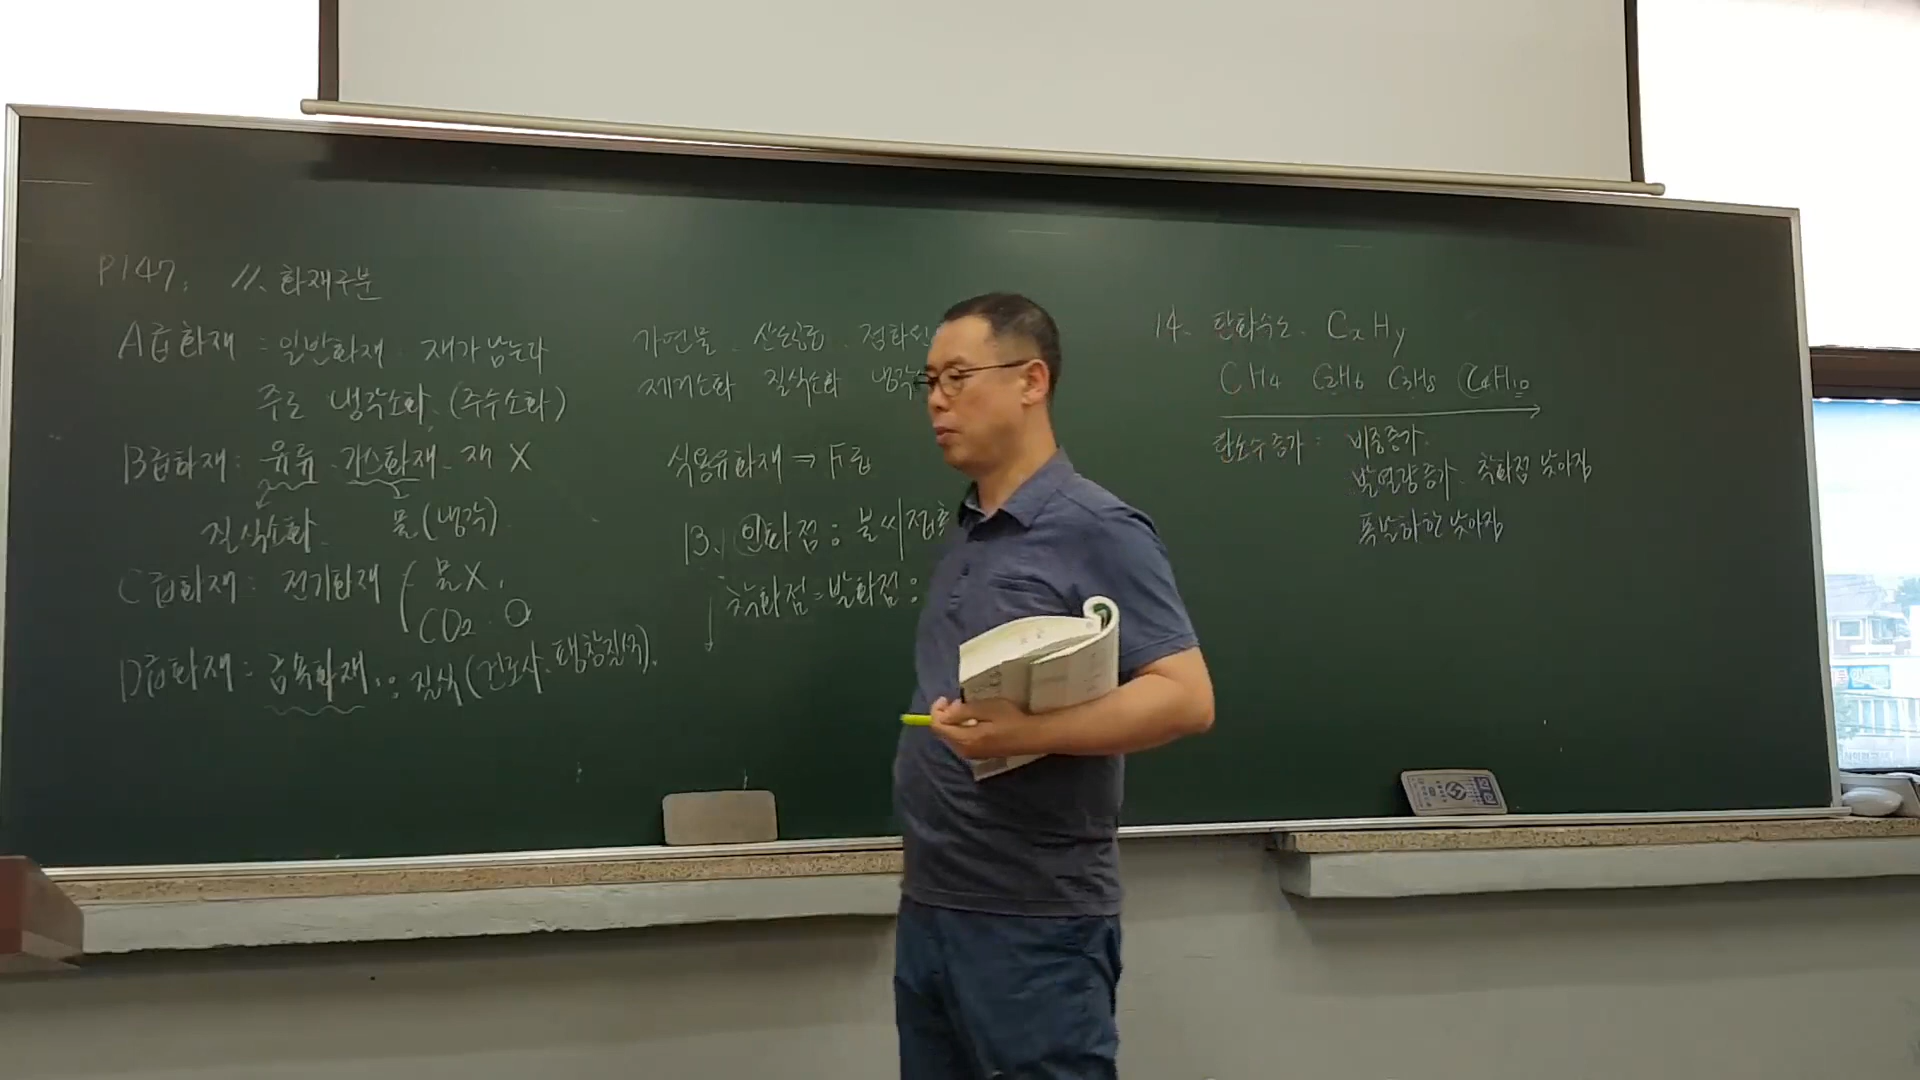 P147. 11. 화재구분
A급화재 : 일반화재 재가 남는다
주로 냉각소화 (주수소화)
B급화재 : 유류 가스화재 재 X
질식소화 물(냉각)
C급화재 : 전기화재 물X.
CO2. O
D급화재 : 금속화재 : 질식(건조사. 팽창질석).
가연물 산소공급 점화원
제거소화 질식소화 냉각
식용유화재 ⇒ F급
13. 인화점 : 불씨접촉
착화점 = 발화점 :
14. 탄화수소. CxHy
CH4 C2H6 C3H8 C4H10
탄소수 증가 : 비중증가.
발열량증가. 착화점 낮아짐
폭발하한 낮아짐